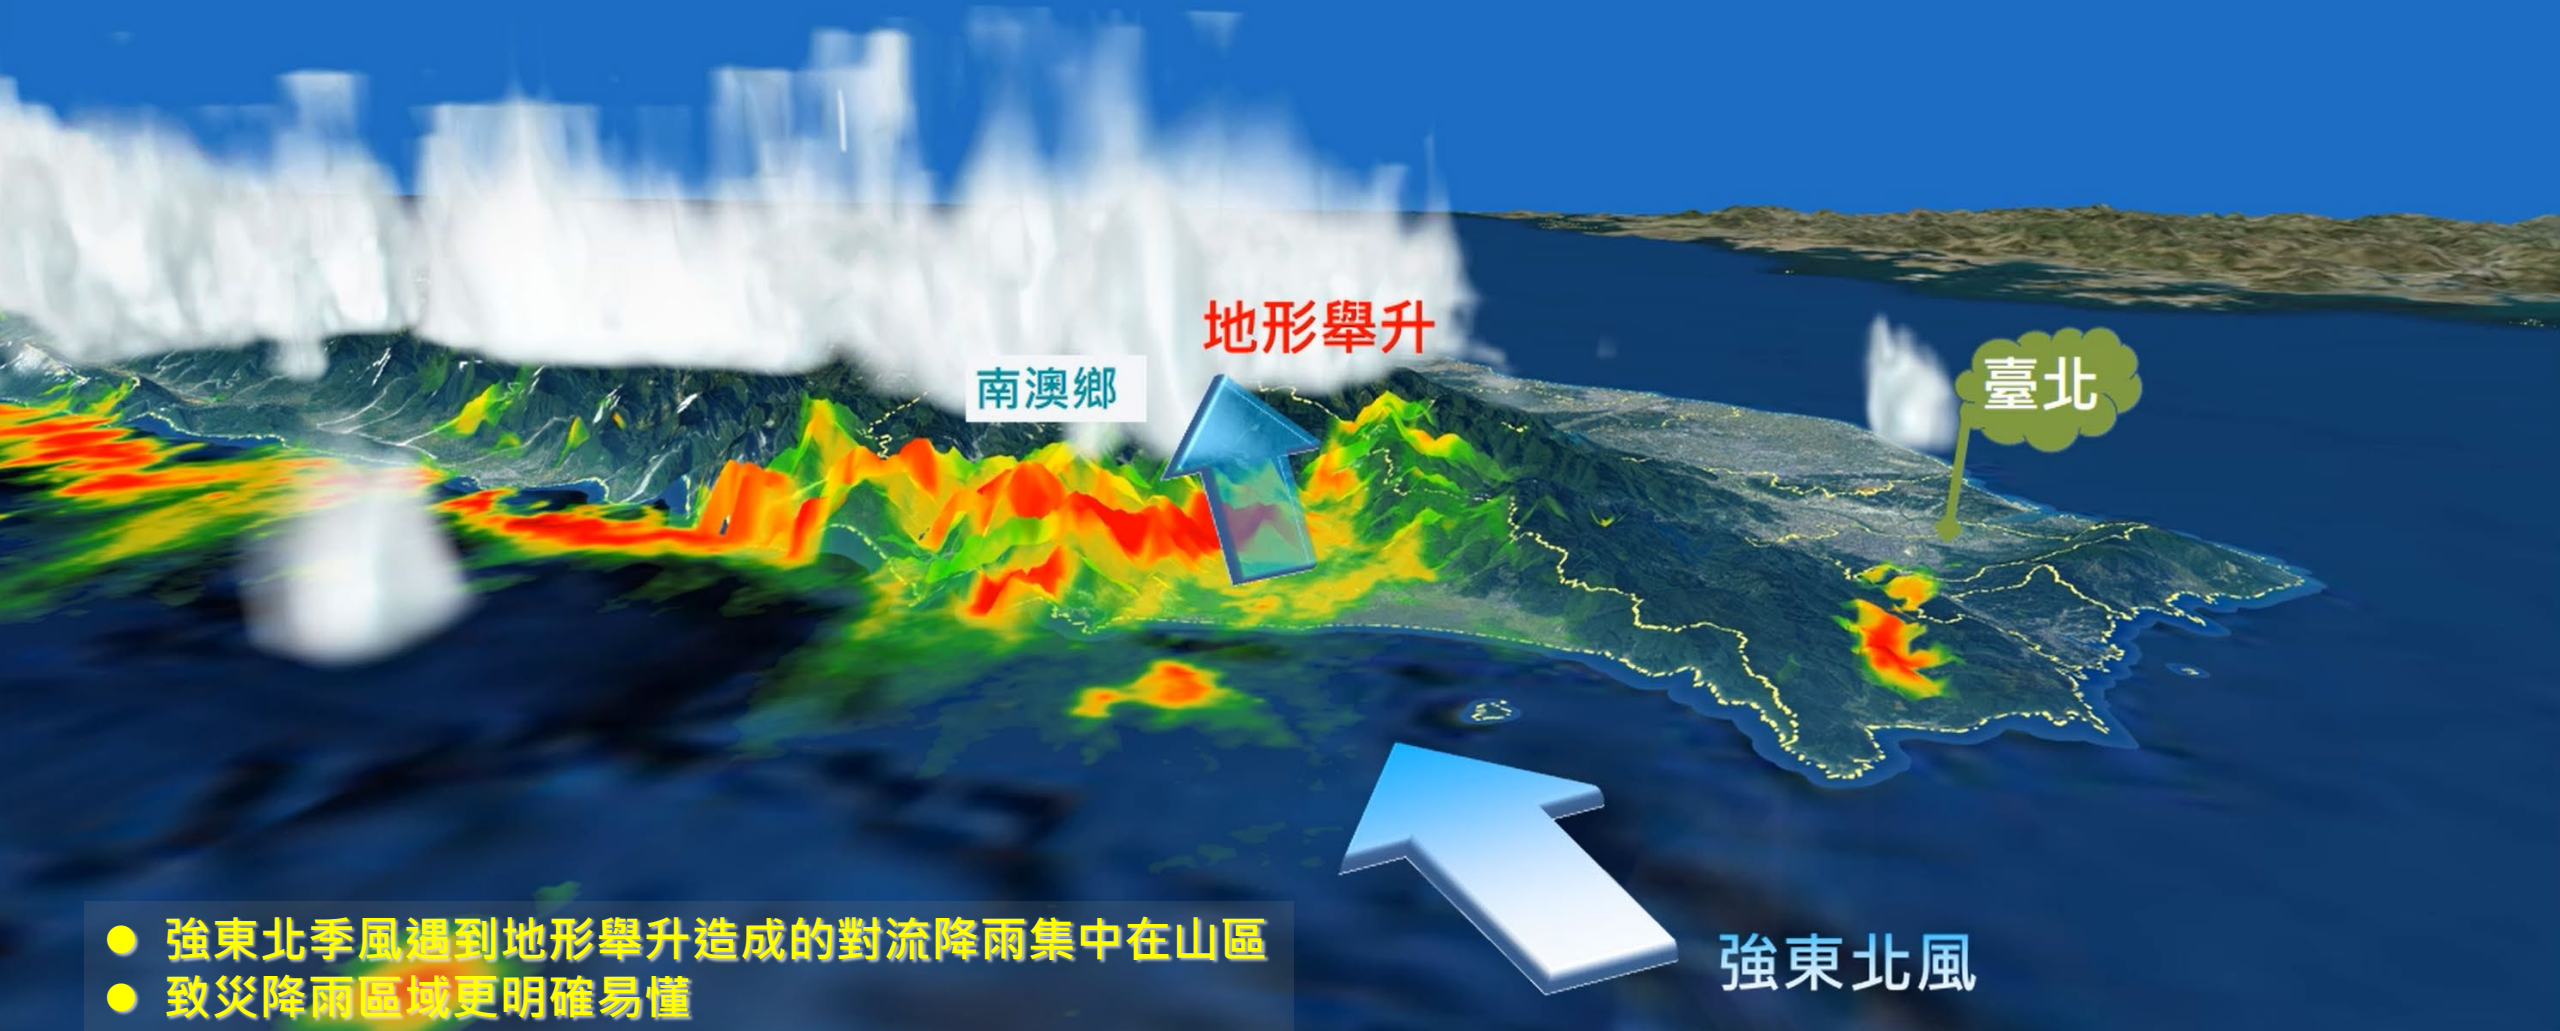 地形舉升
南澳鄉
臺北
強東北風
● 強東北季風遇到地形舉升造成的對流降雨集中在山區
● 致災降雨區域更明確易懂